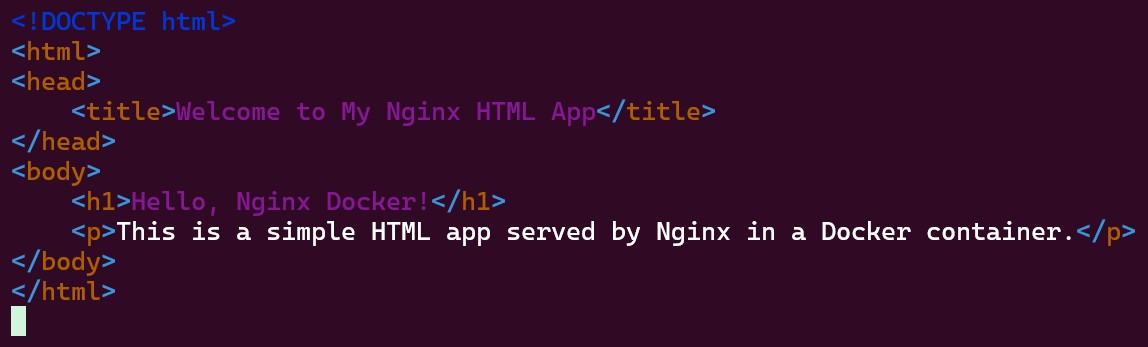 <!DOCTYPE html>
<html>
<head>
    <title>Welcome to My Nginx HTML App</title>
</head>
<body>
    <h1>Hello, Nginx Docker!</h1>
    <p>This is a simple HTML app served by Nginx in a Docker container.</p>
</body>
</html>